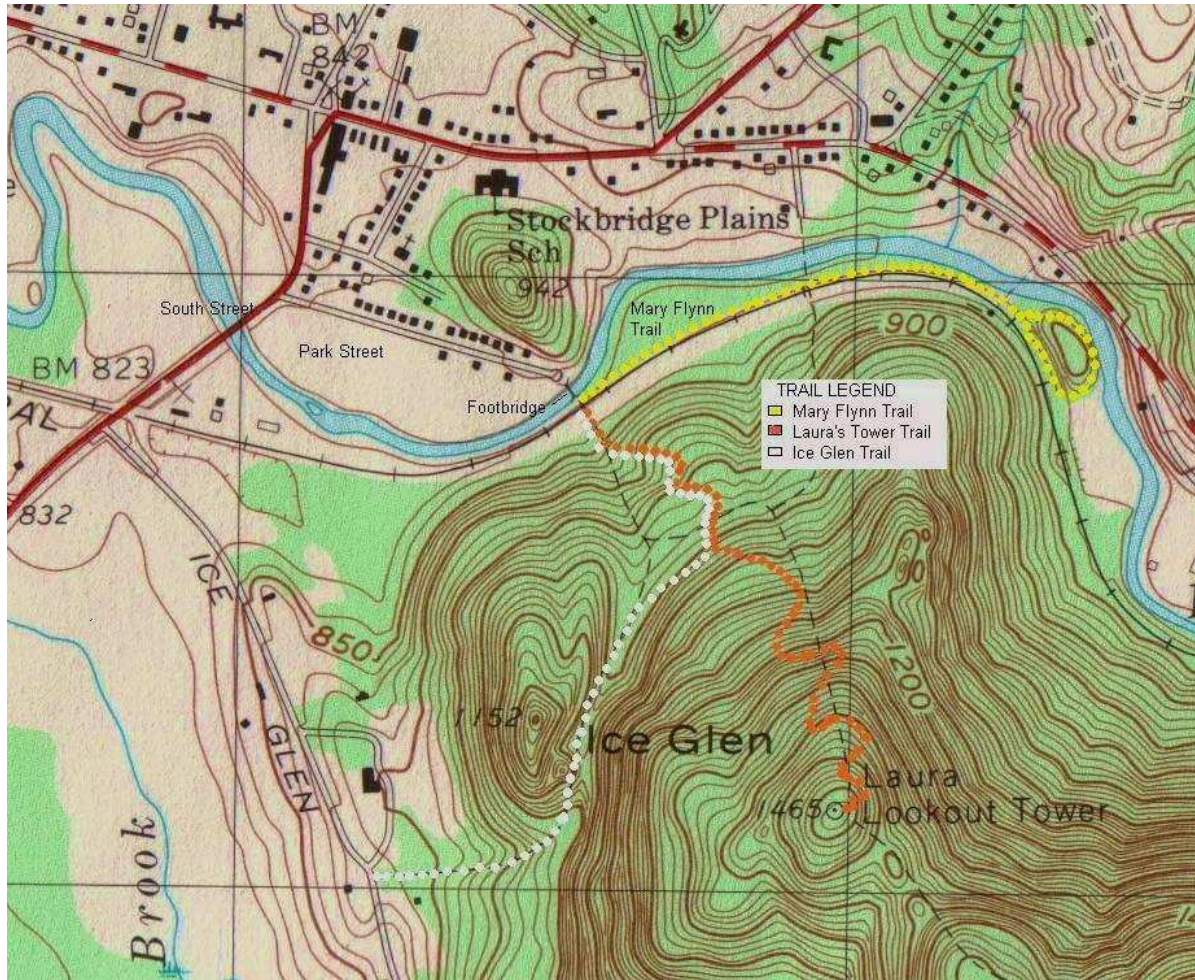 BM
842
Stockbridge Plains
Sch
942
South Street
Mary Flynn
Trail
900
Park Street
BM 823
Footbridge
TRAIL LEGEND
Mary Flynn Trail
Laura's Tower Trail
Ice Glen Trail
832
ICE
850
1200
1152
Ice Glen
GLEN
Laura
1465
Lookout Tower
Brook